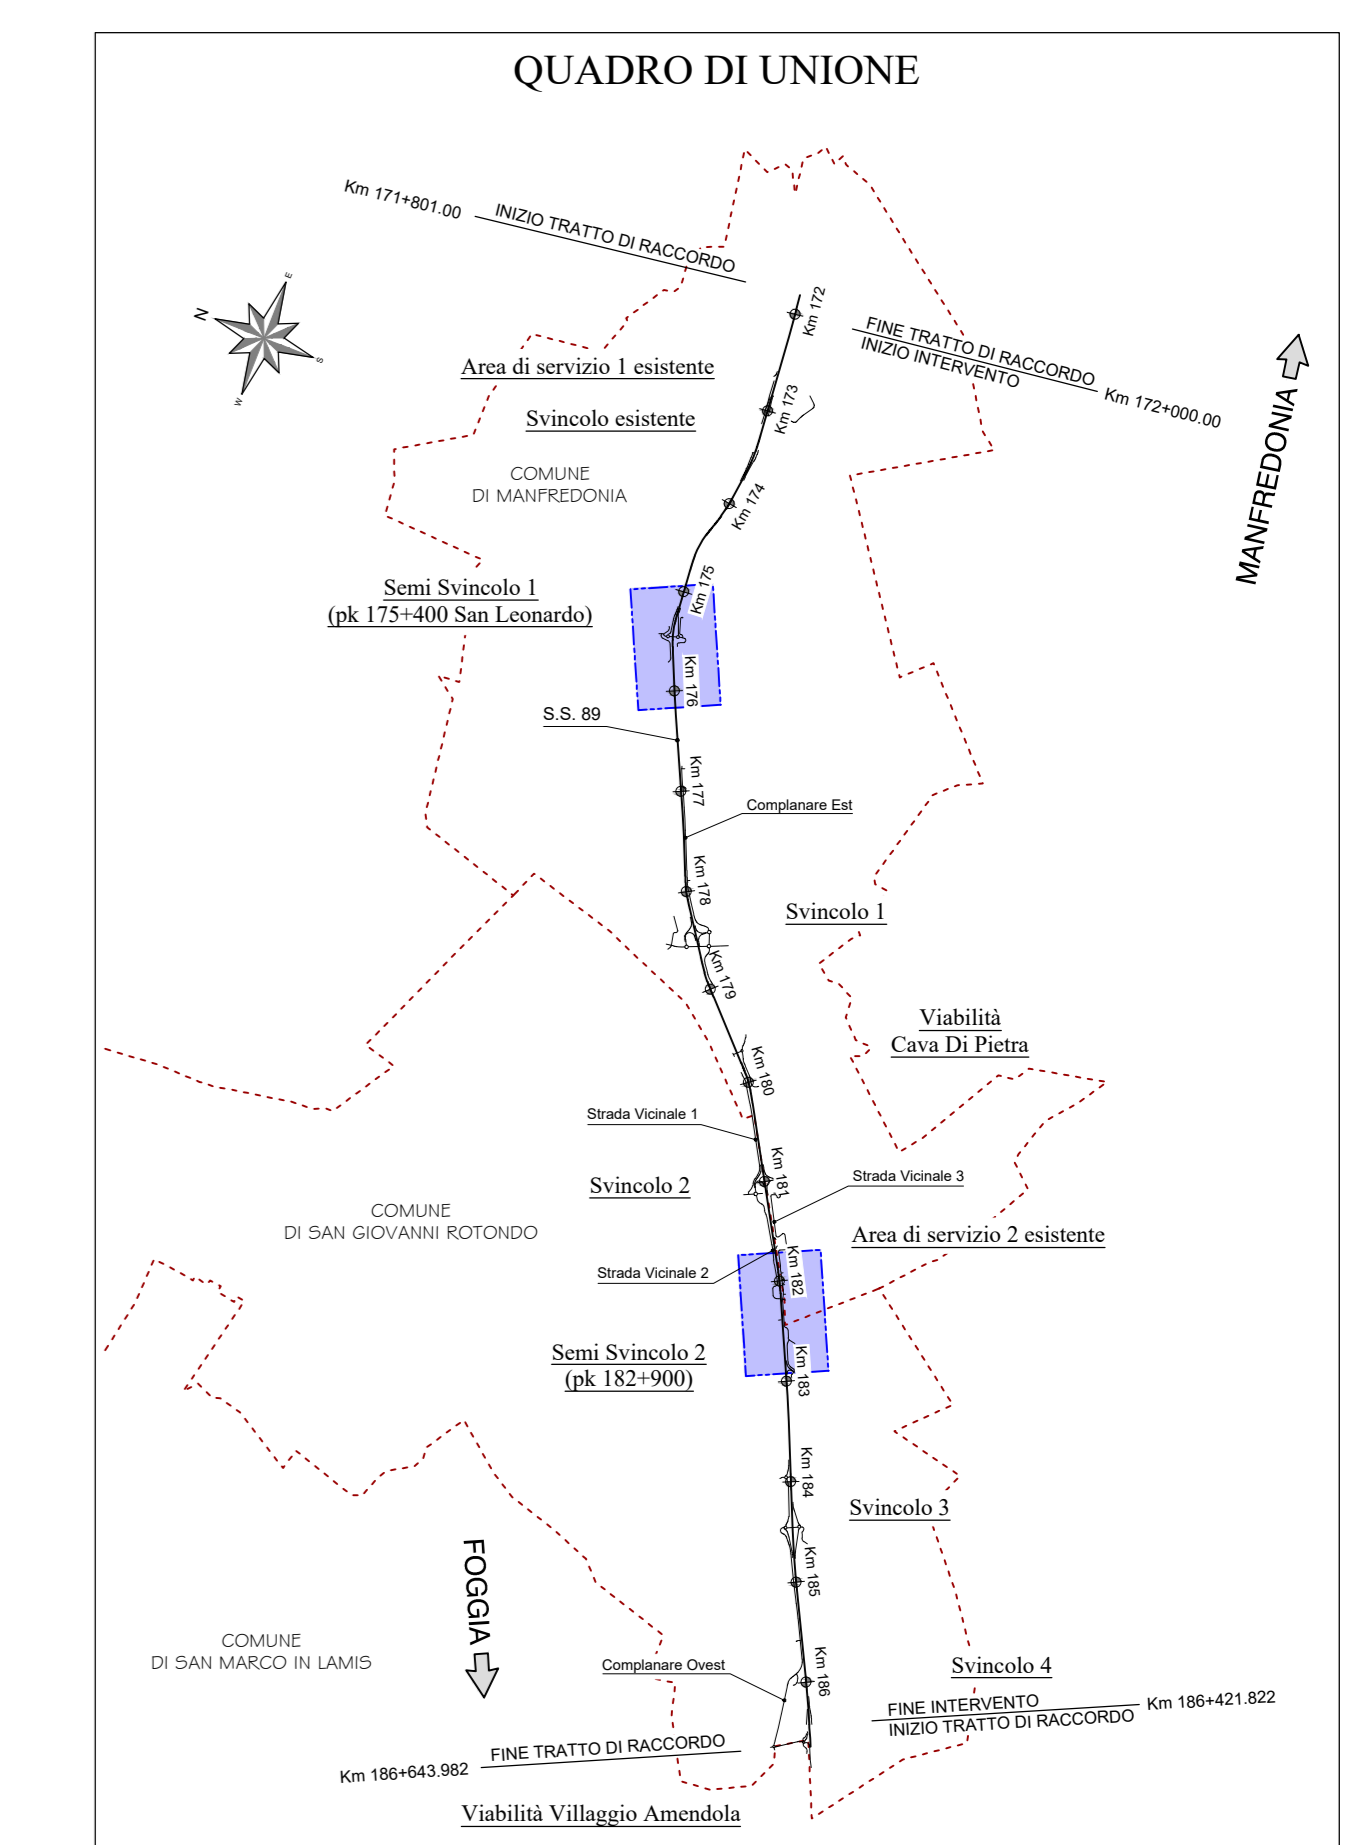 QUADRO DI UNIONE
Km 171+801.00
INIZIO TRATTO DI RACCORDO
N
E
S
W
Km 172
FINE TRATTO DI RACCORDO
INIZIO INTERVENTO
Km 172+000.00
MANFREDONIA
Area di servizio 1 esistente
Km 173
Svincolo esistente
COMUNE
DI MANFREDONIA
Km 174
Semi Svincolo 1
(pk 175+400 San Leonardo)
Km 175
Km 176
S.S. 89
Km 177
Complanare Est
Km 178
Svincolo 1
Km 179
Viabilità
Cava Di Pietra
Km 180
Strada Vicinale 1
Km 181
Strada Vicinale 3
Svincolo 2
COMUNE
DI SAN GIOVANNI ROTONDO
Area di servizio 2 esistente
Strada Vicinale 2
Km 182
Semi Svincolo 2
(pk 182+900)
Km 183
Km 184
Svincolo 3
FOGGIA
Km 185
COMUNE
DI SAN MARCO IN LAMIS
Complanare Ovest
Km 186
Svincolo 4
FINE INTERVENTO
INIZIO TRATTO DI RACCORDO
Km 186+421.822
FINE TRATTO DI RACCORDO
Km 186+643.982
Viabilità Villaggio Amendola